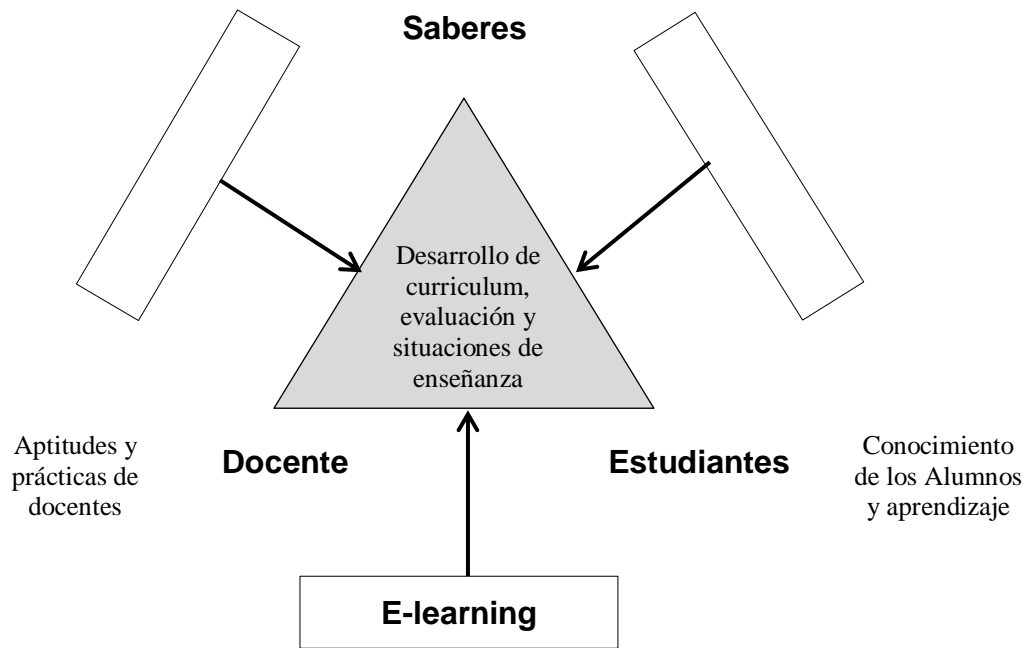 Saberes
Desarrollo de
curriculum,
evaluación y
situaciones de
enseñanza
Aptitudes y
prácticas de
docentes
Docente
Estudiantes
Conocimiento
de los Alumnos
y aprendizaje
E-learning